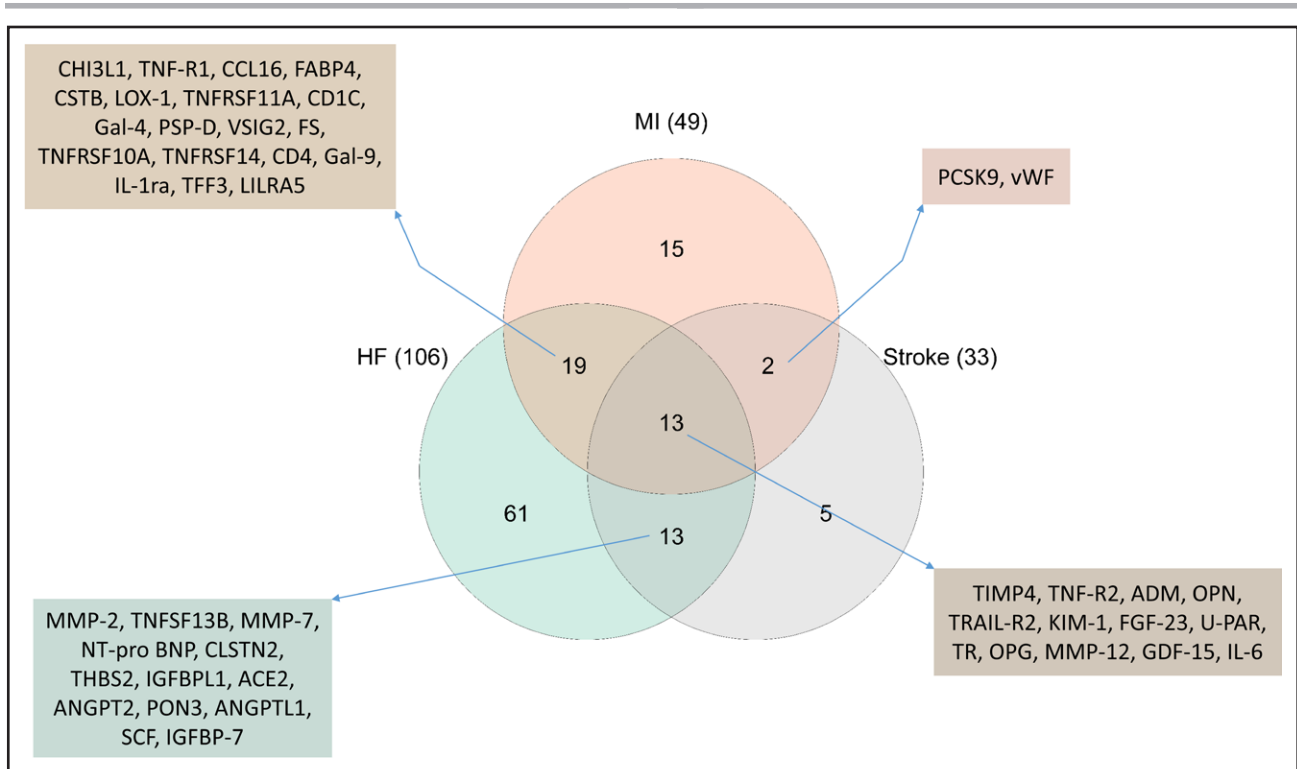 CHI3L1, TNF-R1, CCL16, FABP4,
CSTB, LOX-1, TNFRSF11A, CD1C,
Gal-4, PSP-D, VSIG2, FS,
TNFRSF10A, TNFRSF14, CD4, Gal-9,
IL-1ra, TFF3, LILRA5
MI (49)
PCSK9, vWF
15
HF (106)
19
2
Stroke (33)
13
61
13
5
MMP-2, TNFSF13B, MMP-7,
NT-pro BNP, CLSTN2,
THBS2, IGFBPL1, ACE2,
ANGPT2, PON3, ANGPTL1,
SCF, IGFBP-7
TIMP4, TNF-R2, ADM, OPN,
TRAIL-R2, KIM-1, FGF-23, U-PAR,
TR, OPG, MMP-12, GDF-15, IL-6